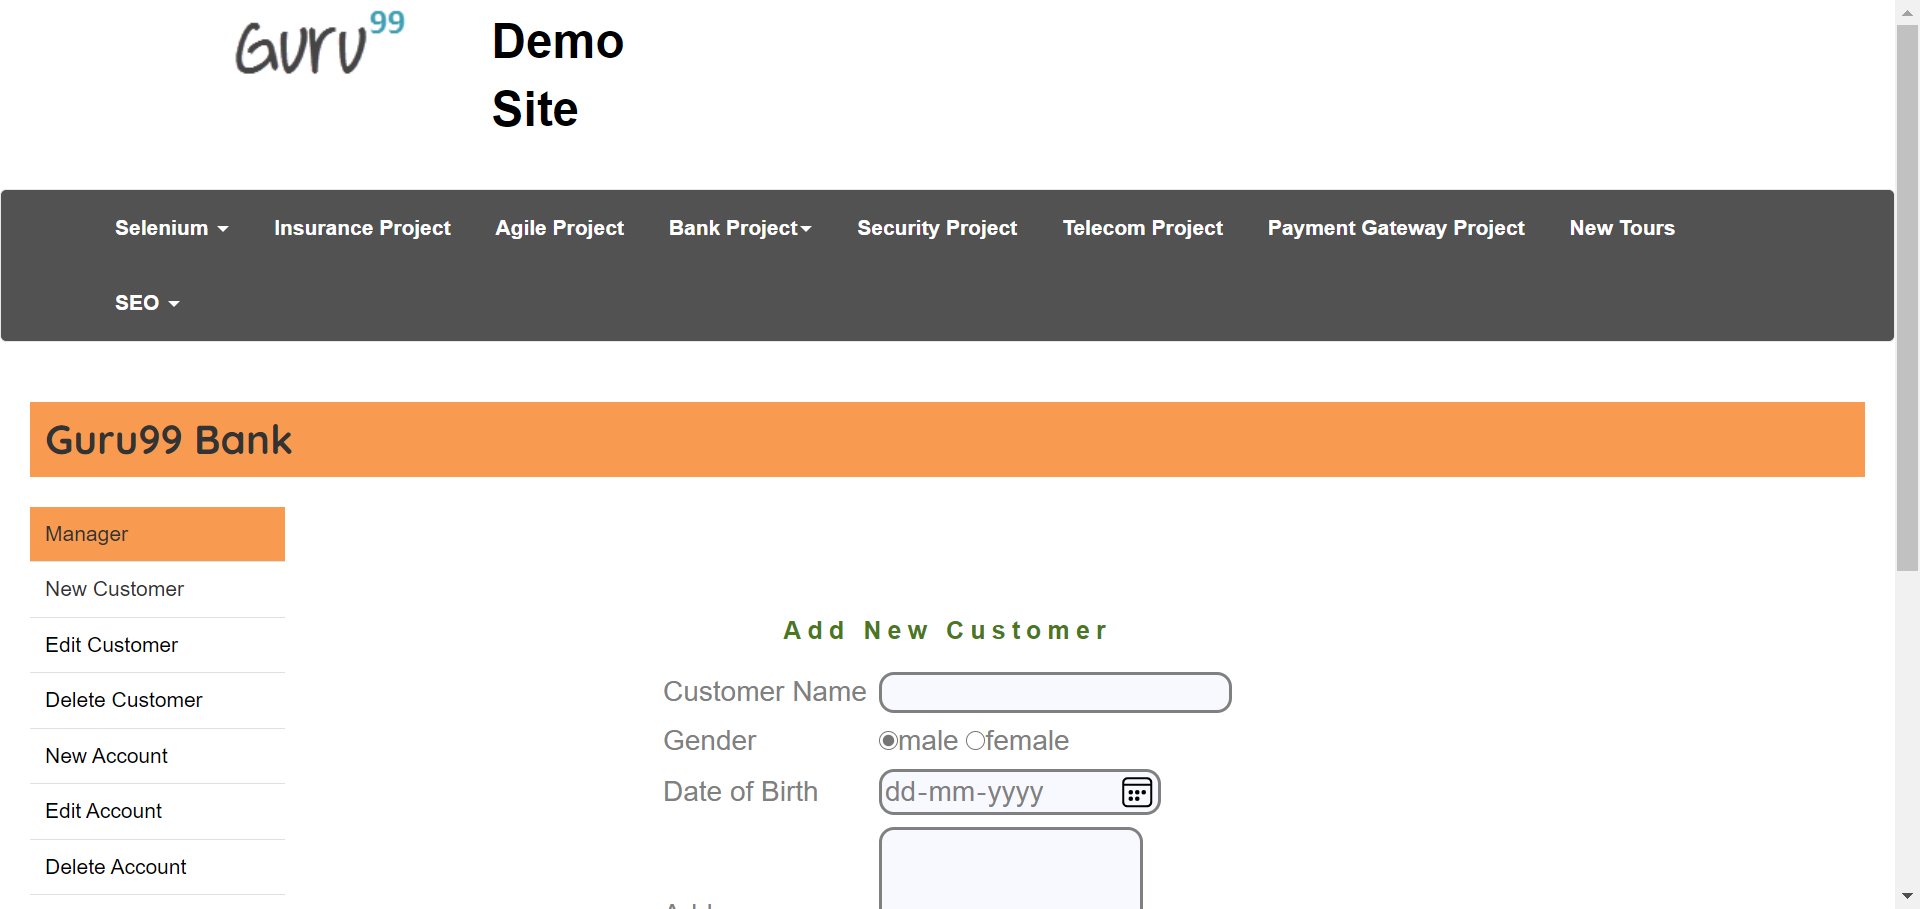 Guru99
Demo
Site
Selenium Insurance Project Agile Project Bank Project Security Project Telecom Project Payment Gateway Project New Tours
SEO
Guru99 Bank
Manager
New Customer
Edit Customer
Delete Customer
New Account
Edit Account
Delete Account
Add New Customer
Customer Name
Gender male female
Date of Birth dd-mm-yyyy